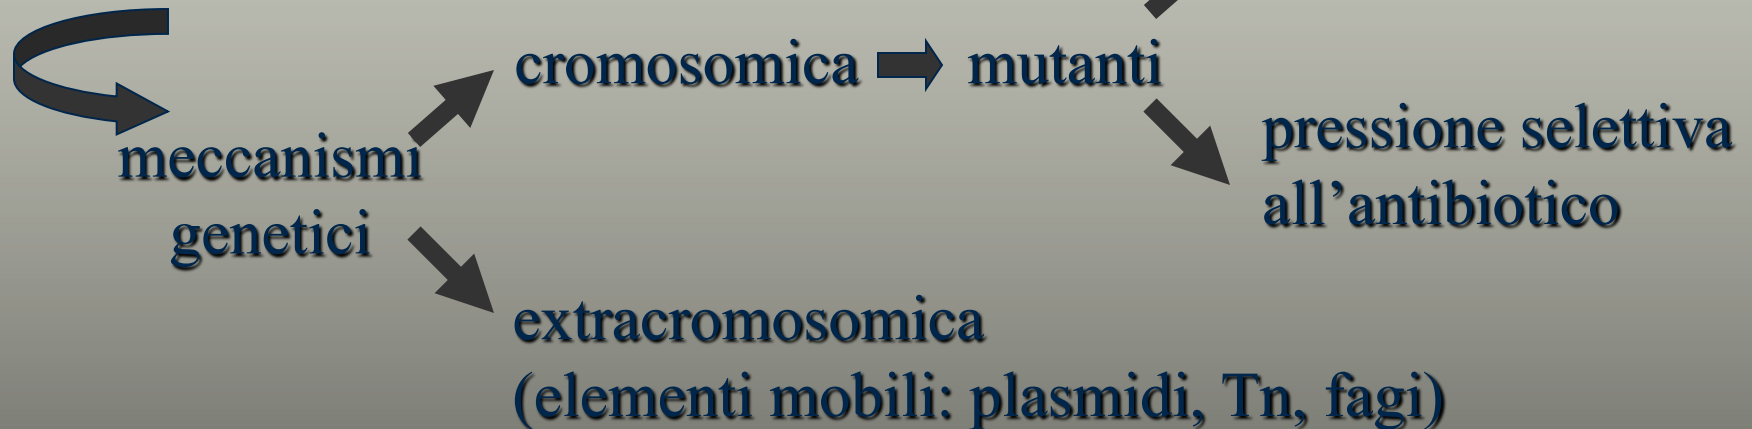 cromosomica
mutanti
meccanismi
genetici
pressione selettiva
all’antibiotico
extracromosomica
(elementi mobili: plasmidi, Tn, fagi)